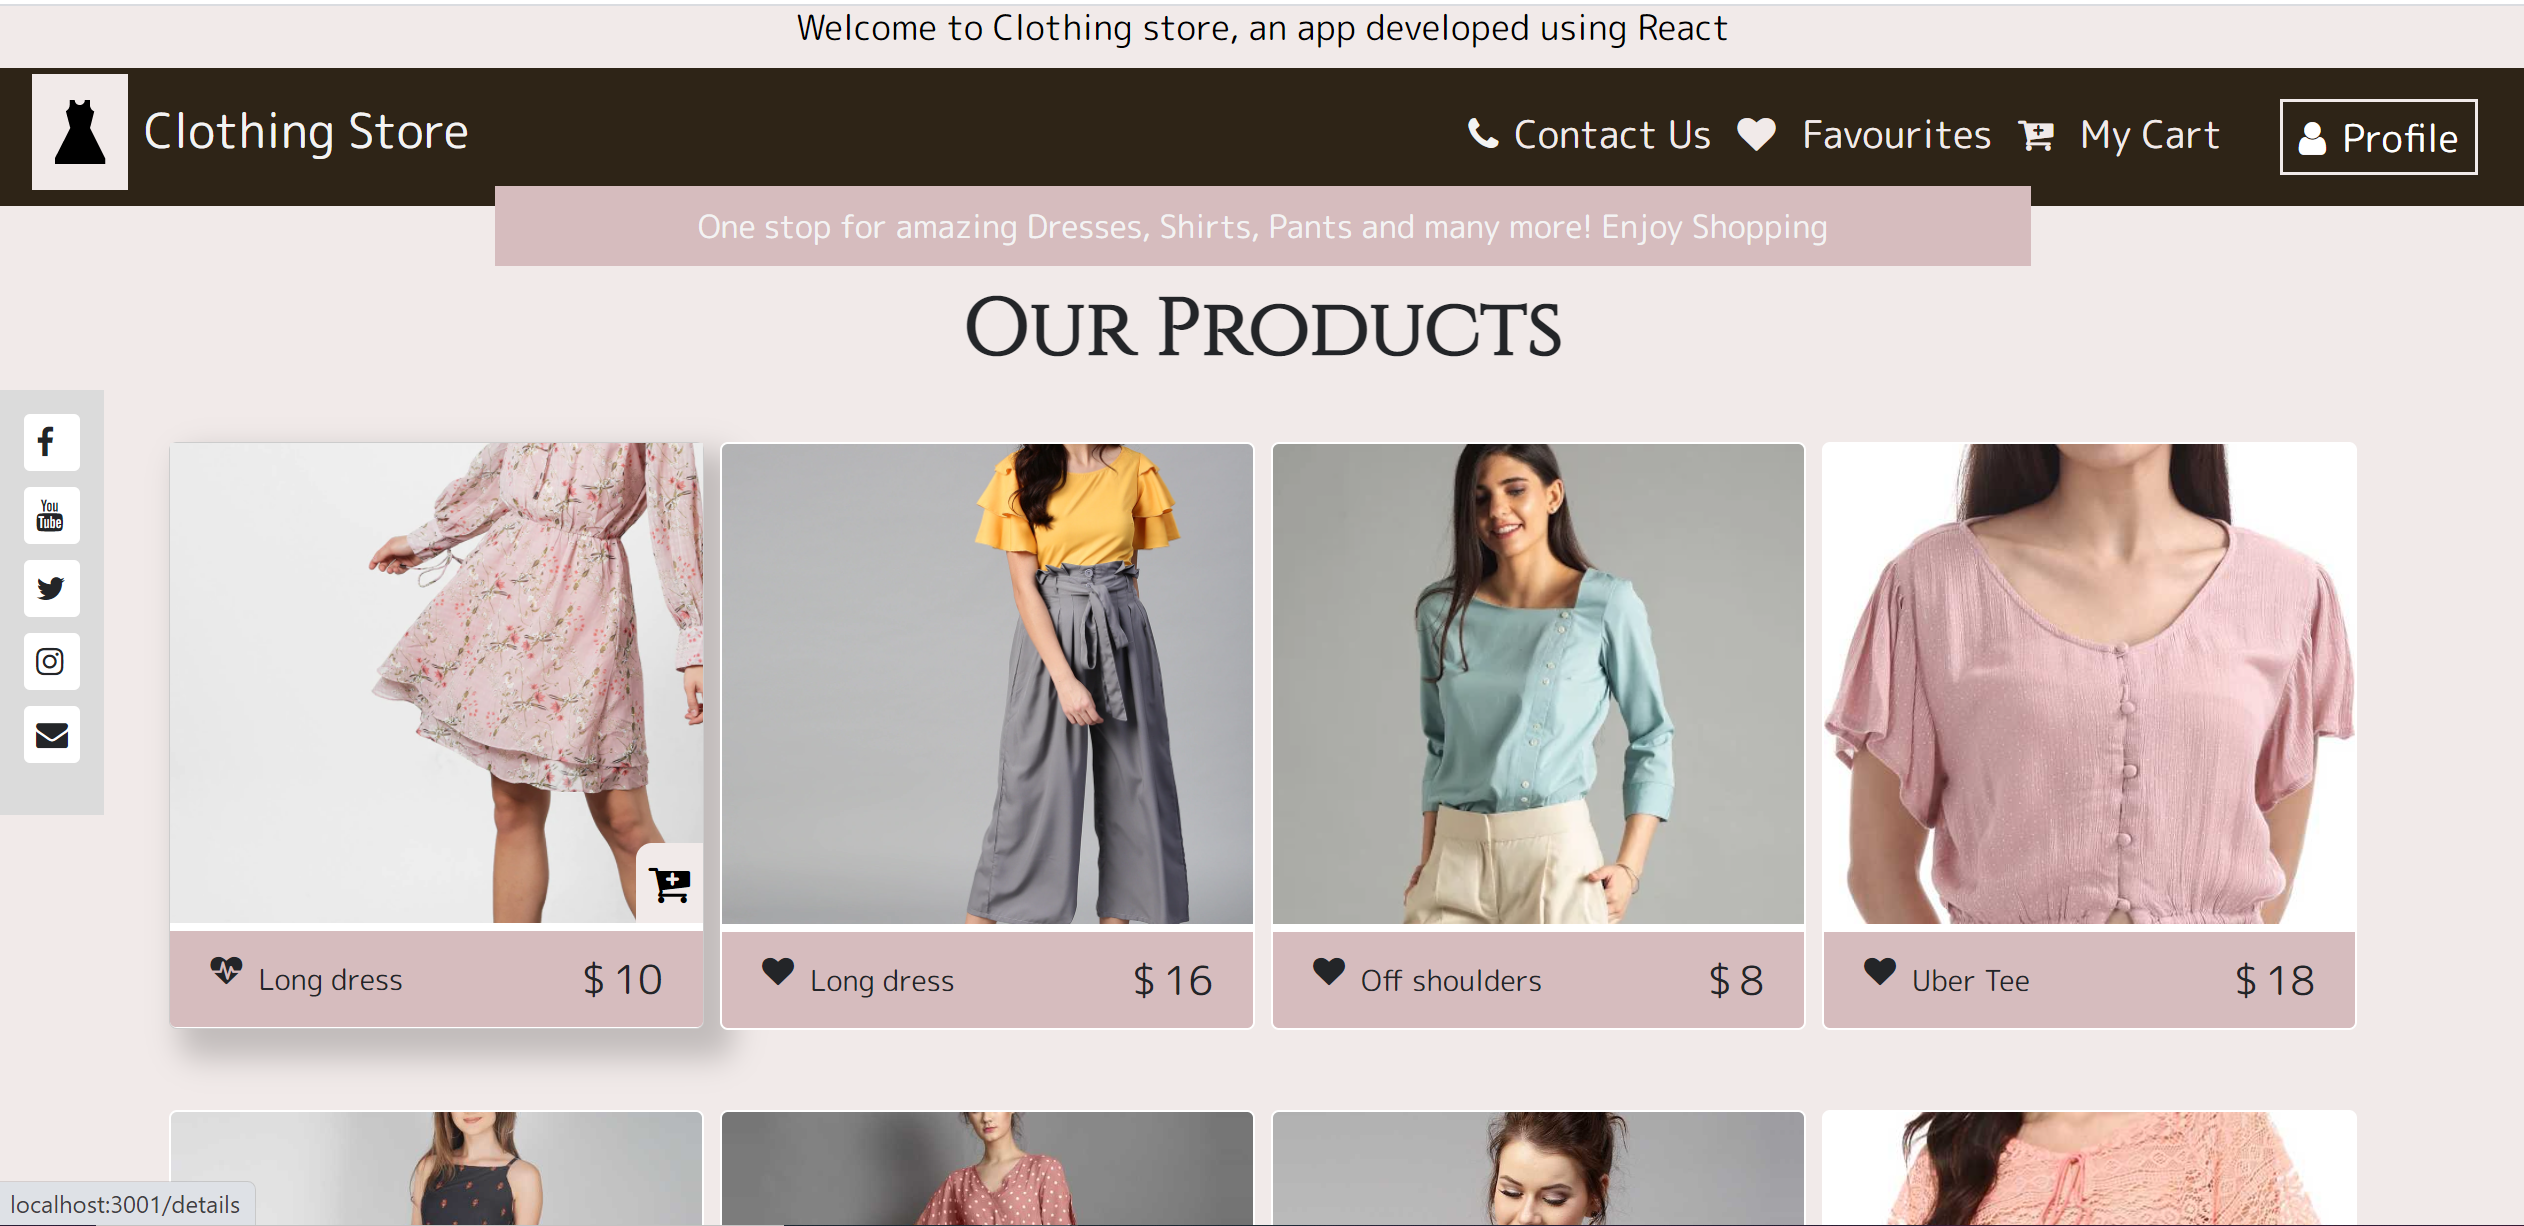 Welcome to Clothing store, an app developed using React
Clothing Store
Contact Us
Favourites
My Cart
Profile
One stop for amazing Dresses, Shirts, Pants and many more! Enjoy Shopping
Our Products
You
Tube
Long dress
$ 10
Long dress
$ 16
Off shoulders
$ 8
Uber Tee
$ 18
localhost:3001/details